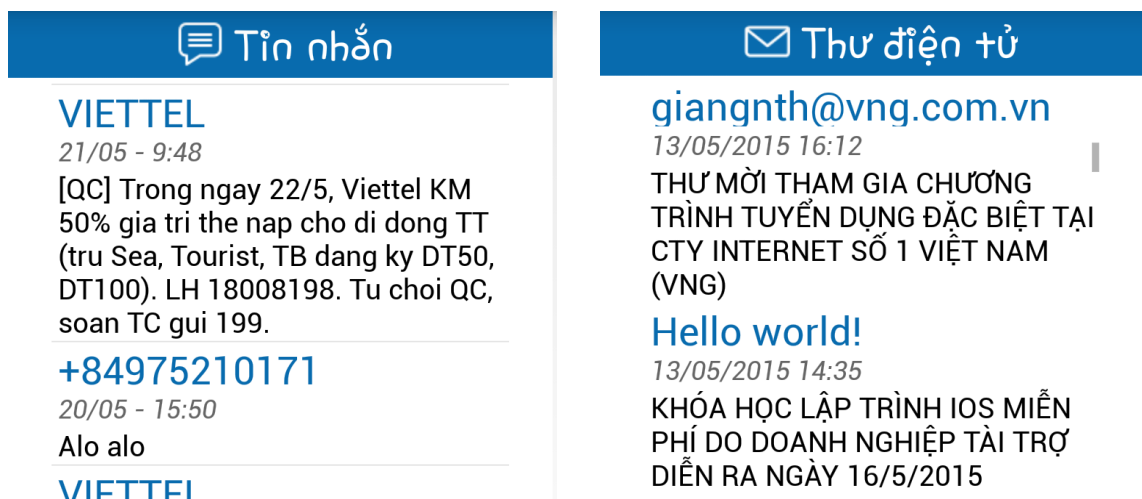 Tin nhắn
VIETTEL
21/05 - 9:48
[QC] Trong ngay 22/5, Viettel KM
50% gia tri the nap cho di dong TT
(tru Sea, Tourist, TB dang ky DT50,
DT100). LH 18008198. Tu choi QC,
soan TC gui 199.
+84975210171
20/05 - 15:50
Alo alo
VIETTEL
Thư điện tử
giangnth@vng.com.vn
13/05/2015 16:12
THƯ MỜI THAM GIA CHƯƠNG
TRÌNH TUYỂN DỤNG ĐẶC BIỆT TẠI
CTY INTERNET SỐ 1 VIỆT NAM
(VNG)
Hello world!
13/05/2015 14:35
KHÓA HỌC LẬP TRÌNH IOS MIỄN
PHÍ DO DOANH NGHIỆP TÀI TRỢ
DIỄN RA NGÀY 16/5/2015